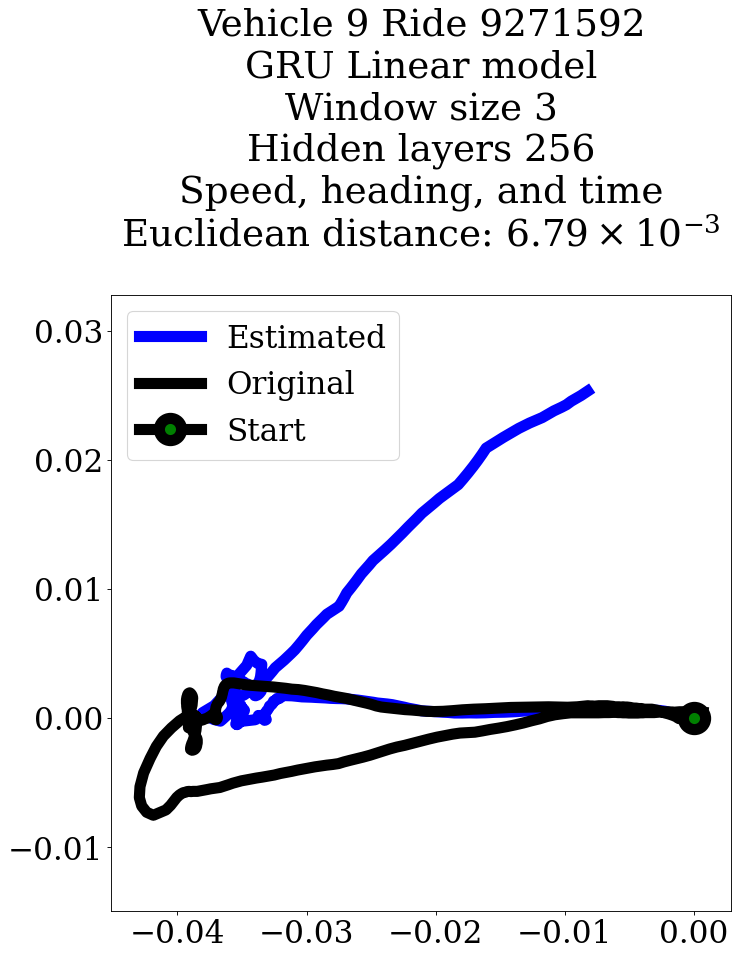 Vehicle 9 Ride 9271592
GRU Linear model
Window size 3
Hidden layers 256
Speed, heading, and time
Euclidean distance: 6.79 × 10⁻³
Estimated
Original
Start
0.03
0.02
0.01
0.00
−0.01
−0.04 −0.03 −0.02 −0.01 0.00